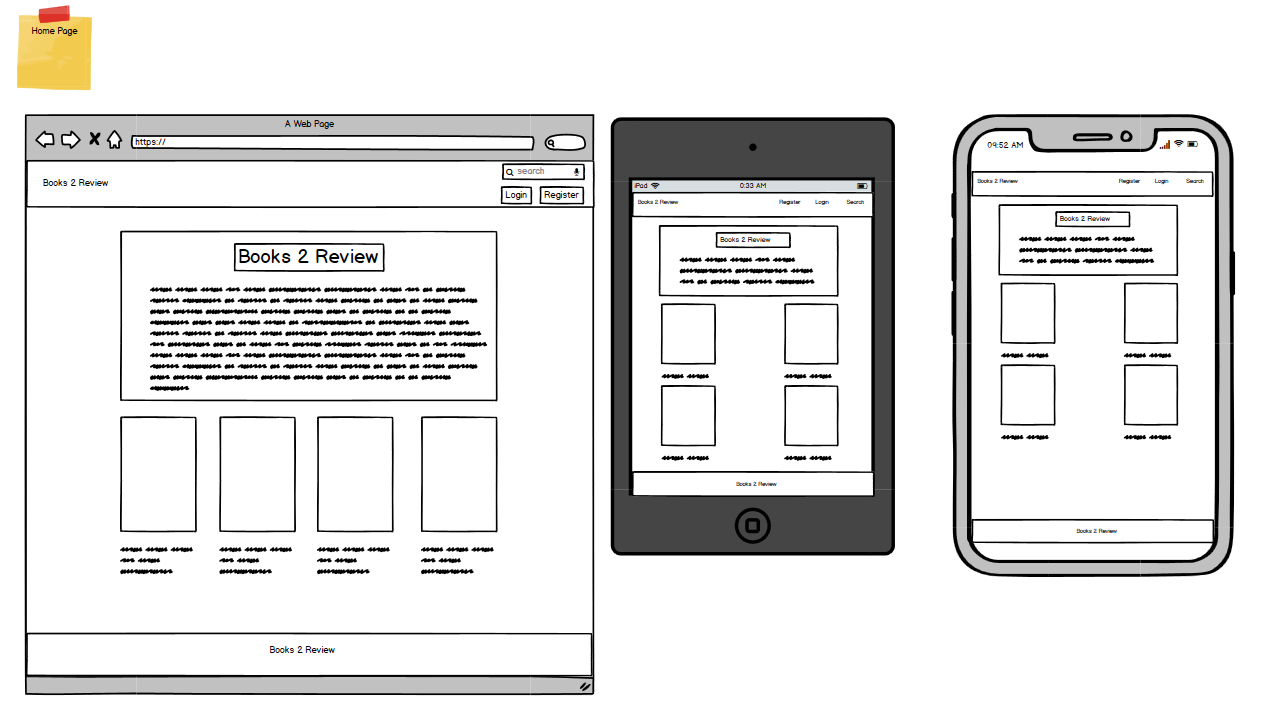 Home Page
A Web Page
https://
Books 2 Review
search
Login
Register
Books 2 Review
Books 2 Review
iPad
0:33 AM
Books 2 Review
Register
Login
Search
Books 2 Review
Books 2 Review
09:52 AM
Books 2 Review
Register
Login
Search
Books 2 Review
Books 2 Review